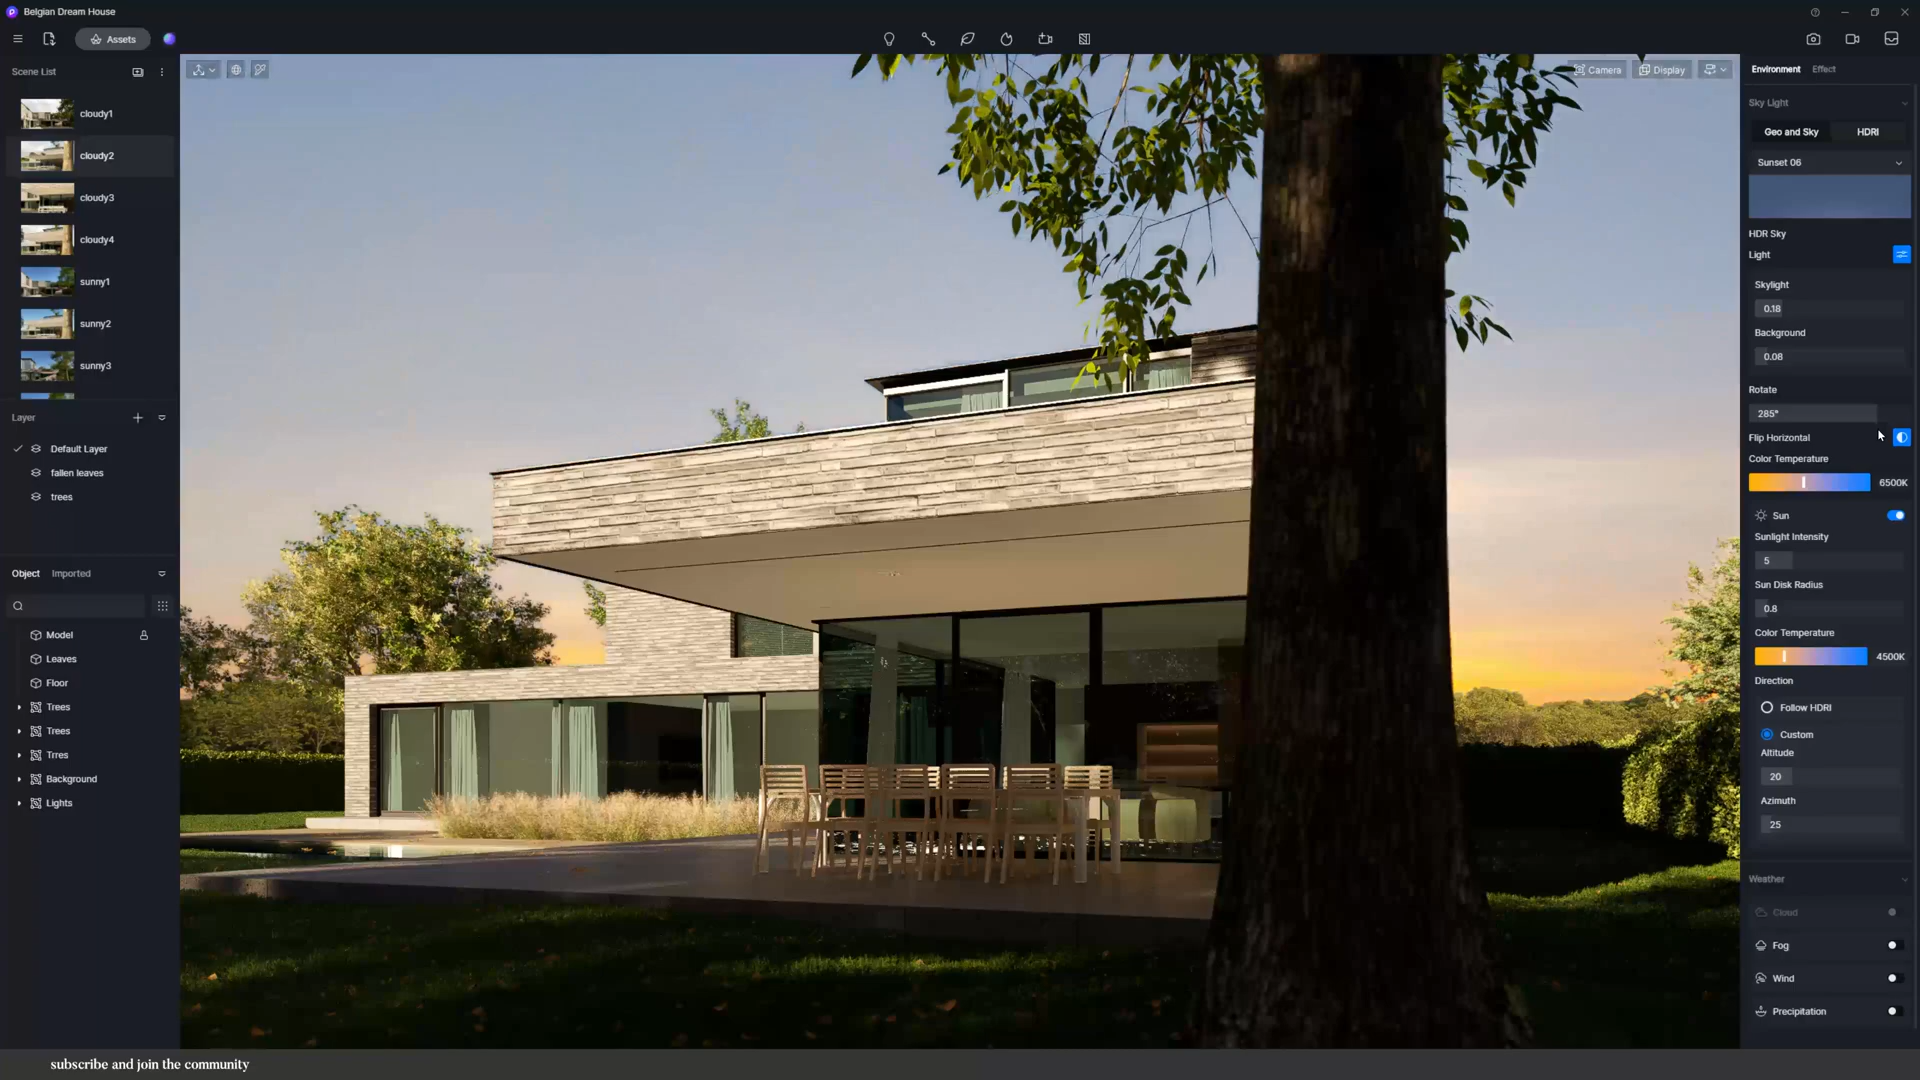 Belgian Dream House
Assets
Scene List
cloudy1
cloudy2
cloudy3
cloudy4
sunny1
sunny2
sunny3
Layer
Default Layer
fallen leaves
trees
Object
Imported
Model
Leaves
Floor
Trees
Trees
Trres
Background
Lights
Camera
Display
Environment
Effect
Sky Light
Geo and Sky
HDRI
Sunset 06
HDR Sky
Light
Skylight
0.18
Background
0.08
Rotate
285°
Flip Horizontal
Color Temperature
6500K
Sun
Sunlight Intensity
5
Sun Disk Radius
0.8
Color Temperature
4500K
Direction
Follow HDRI
Custom
Altitude
20
Azimuth
25
Weather
Cloud
Fog
Wind
Precipitation
subscribe and join the community